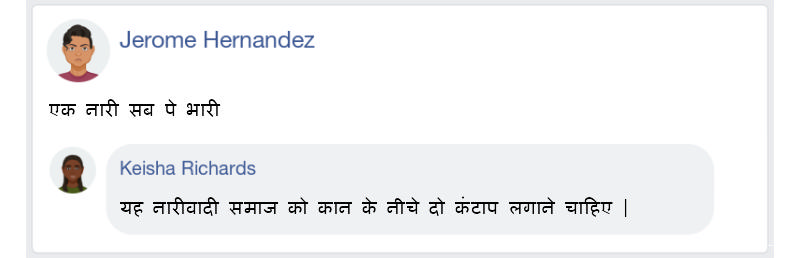 Jerome Hernandez
एक नारी सब पे भारी
Keisha Richards
यह नारीवादी समाज को कान के नीचे दो कंटाप लगाने चाहिए |